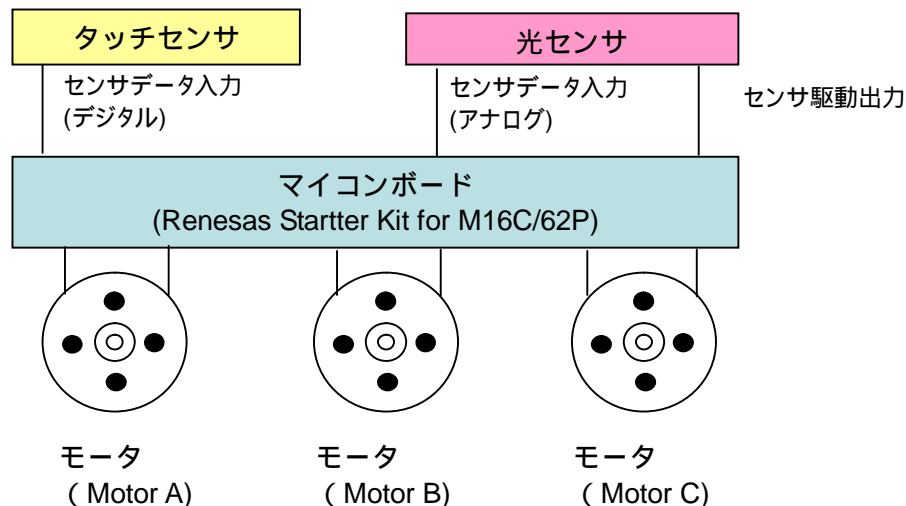 タッチセンサ
光センサ
センサデータ入力
(デジタル)
センサデータ入力
(アナログ)
センサ駆動出力
マイコンボード
(Renesas Startter Kit for M16C/62P)
モータ
( Motor A)
モータ
( Motor B)
モータ
( Motor C)